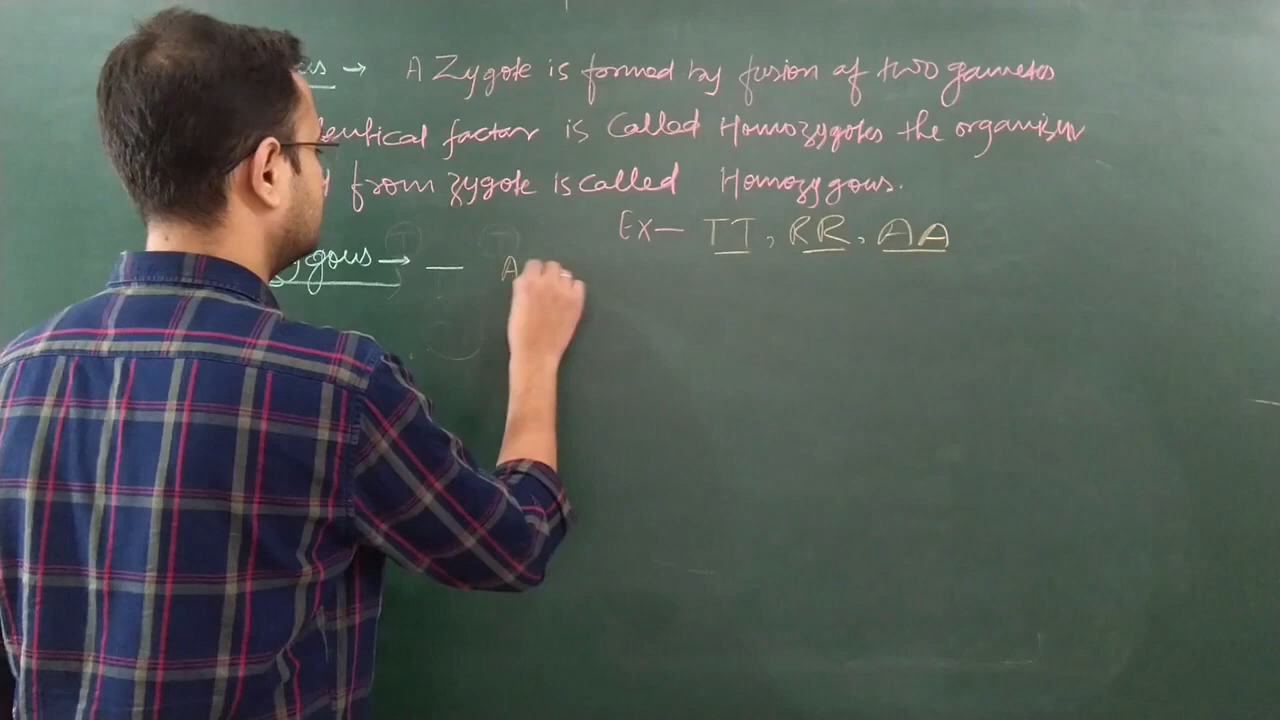 → A Zygote is formed by fusion of two gametes
factor is called Homozygotes the organism
from zygote is called Homozygous.
Ex— TT, RR, AA
ygous → — A